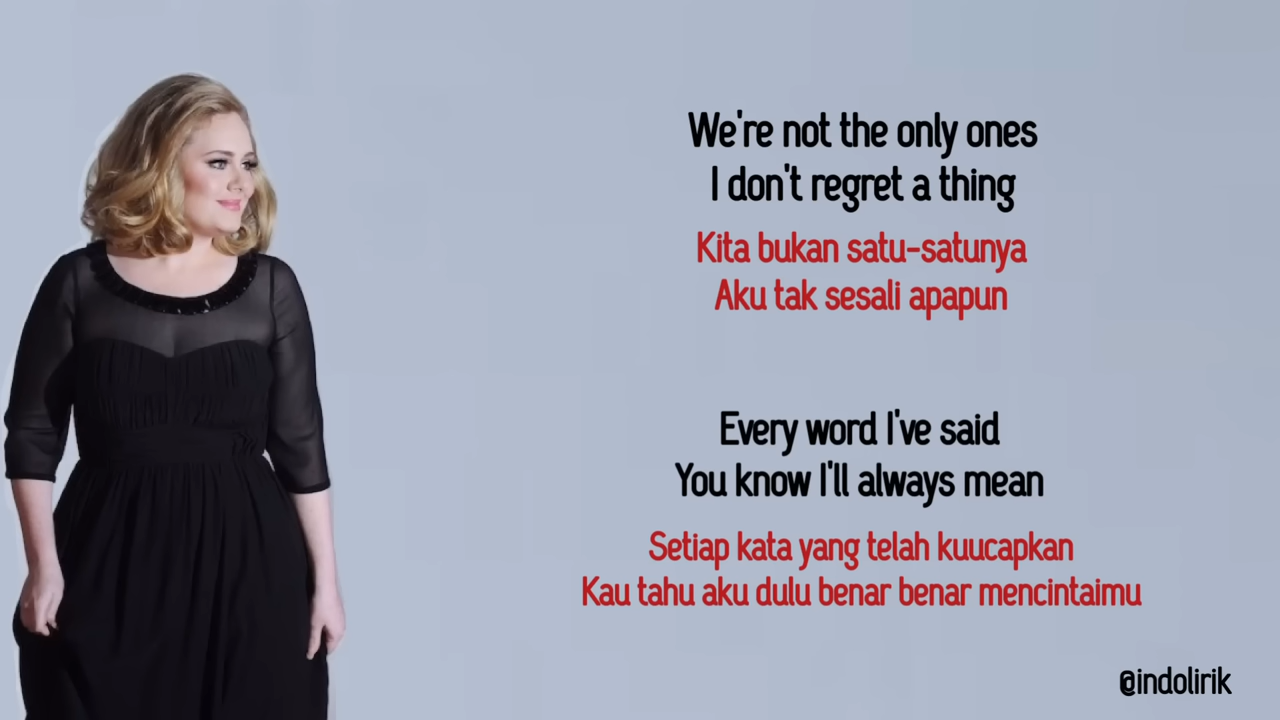 We're not the only ones
I don't regret a thing
Kita bukan satu-satunya
Aku tak sesali apapun
Every word I've said
You know I'll always mean
Setiap kata yang telah kuucapkan
Kau tahu aku dulu benar benar mencintaimu
@indolirik